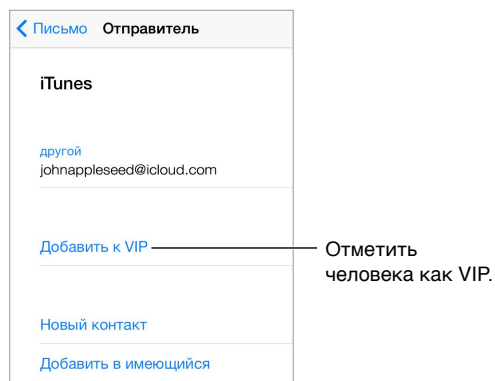 Письмо Отправитель
iTunes
другой
johnappleseed@icloud.com
Добавить к VIP
Отметить
человека как VIP.
Новый контакт
Добавить в имеющийся